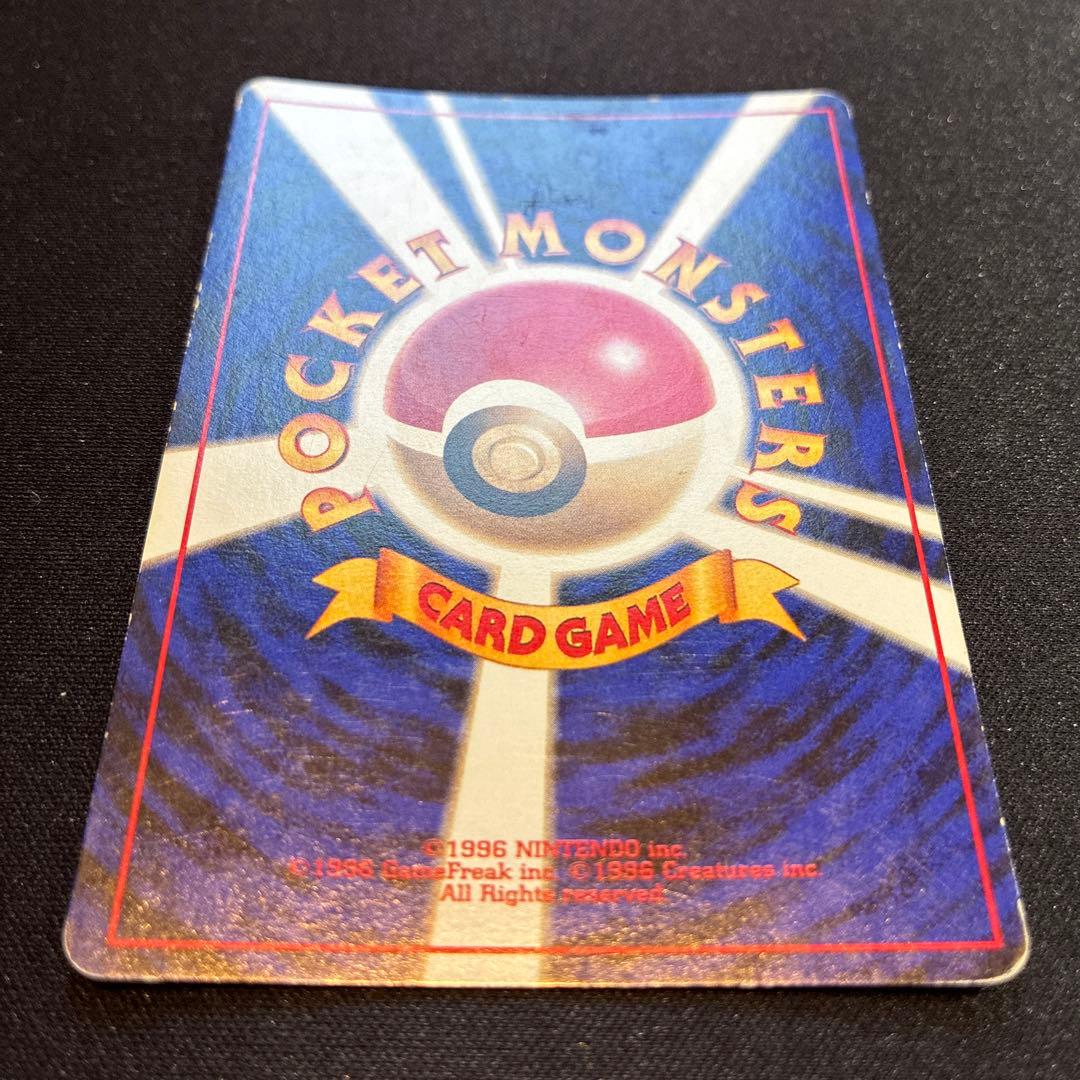 POCKET MONSTERS
CARD GAME
©1996 NINTENDO inc.
©1996 GameFreak inc. ©1996 Creatures inc.
All Rights reserved.